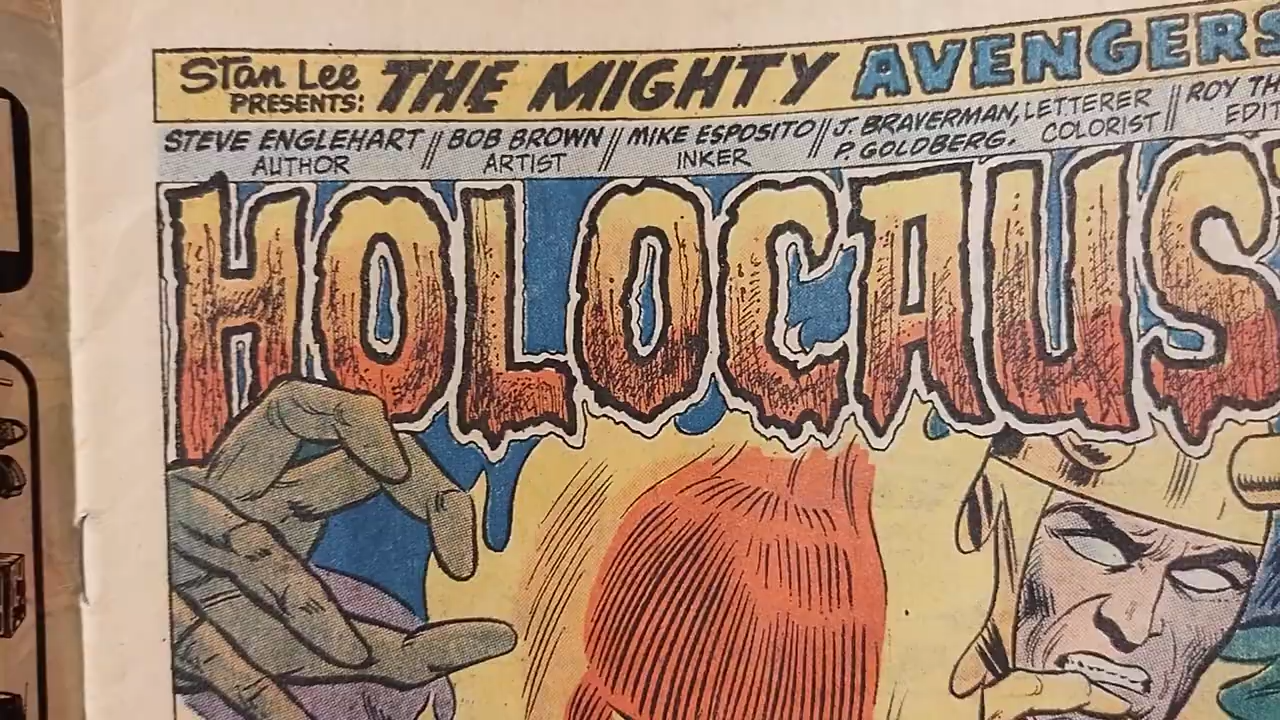 Stan Lee PRESENTS: THE MIGHTY AVENGERS
STEVE ENGLEHART AUTHOR // BOB BROWN ARTIST // MIKE ESPOSITO INKER // J. BRAVERMAN, LETTERER P. GOLDBERG. COLORIST // ROY
HOLOCAUS